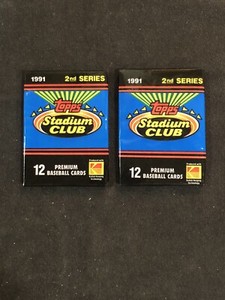 1991 2nd SERIES
Topps
Stadium
CLUB
12 PREMIUM
BASEBALL CARDS
1991 2nd SERIES
Topps
Stadium
CLUB
12 PREMIUM
BASEBALL CARDS